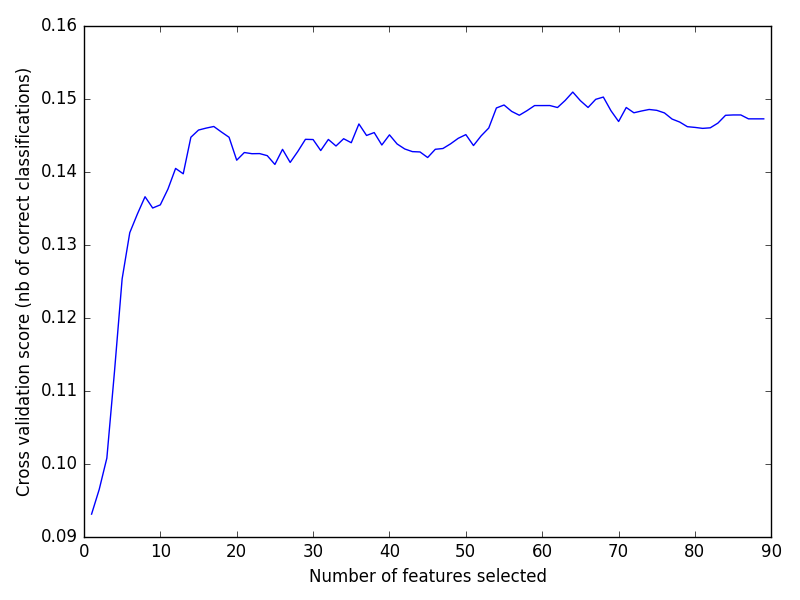 0.16
0.15
0.14
0.13
0.12
0.11
0.10
0.09
Cross validation score (nb of correct classifications)
0 10 20 30 40 50 60 70 80 90
Number of features selected